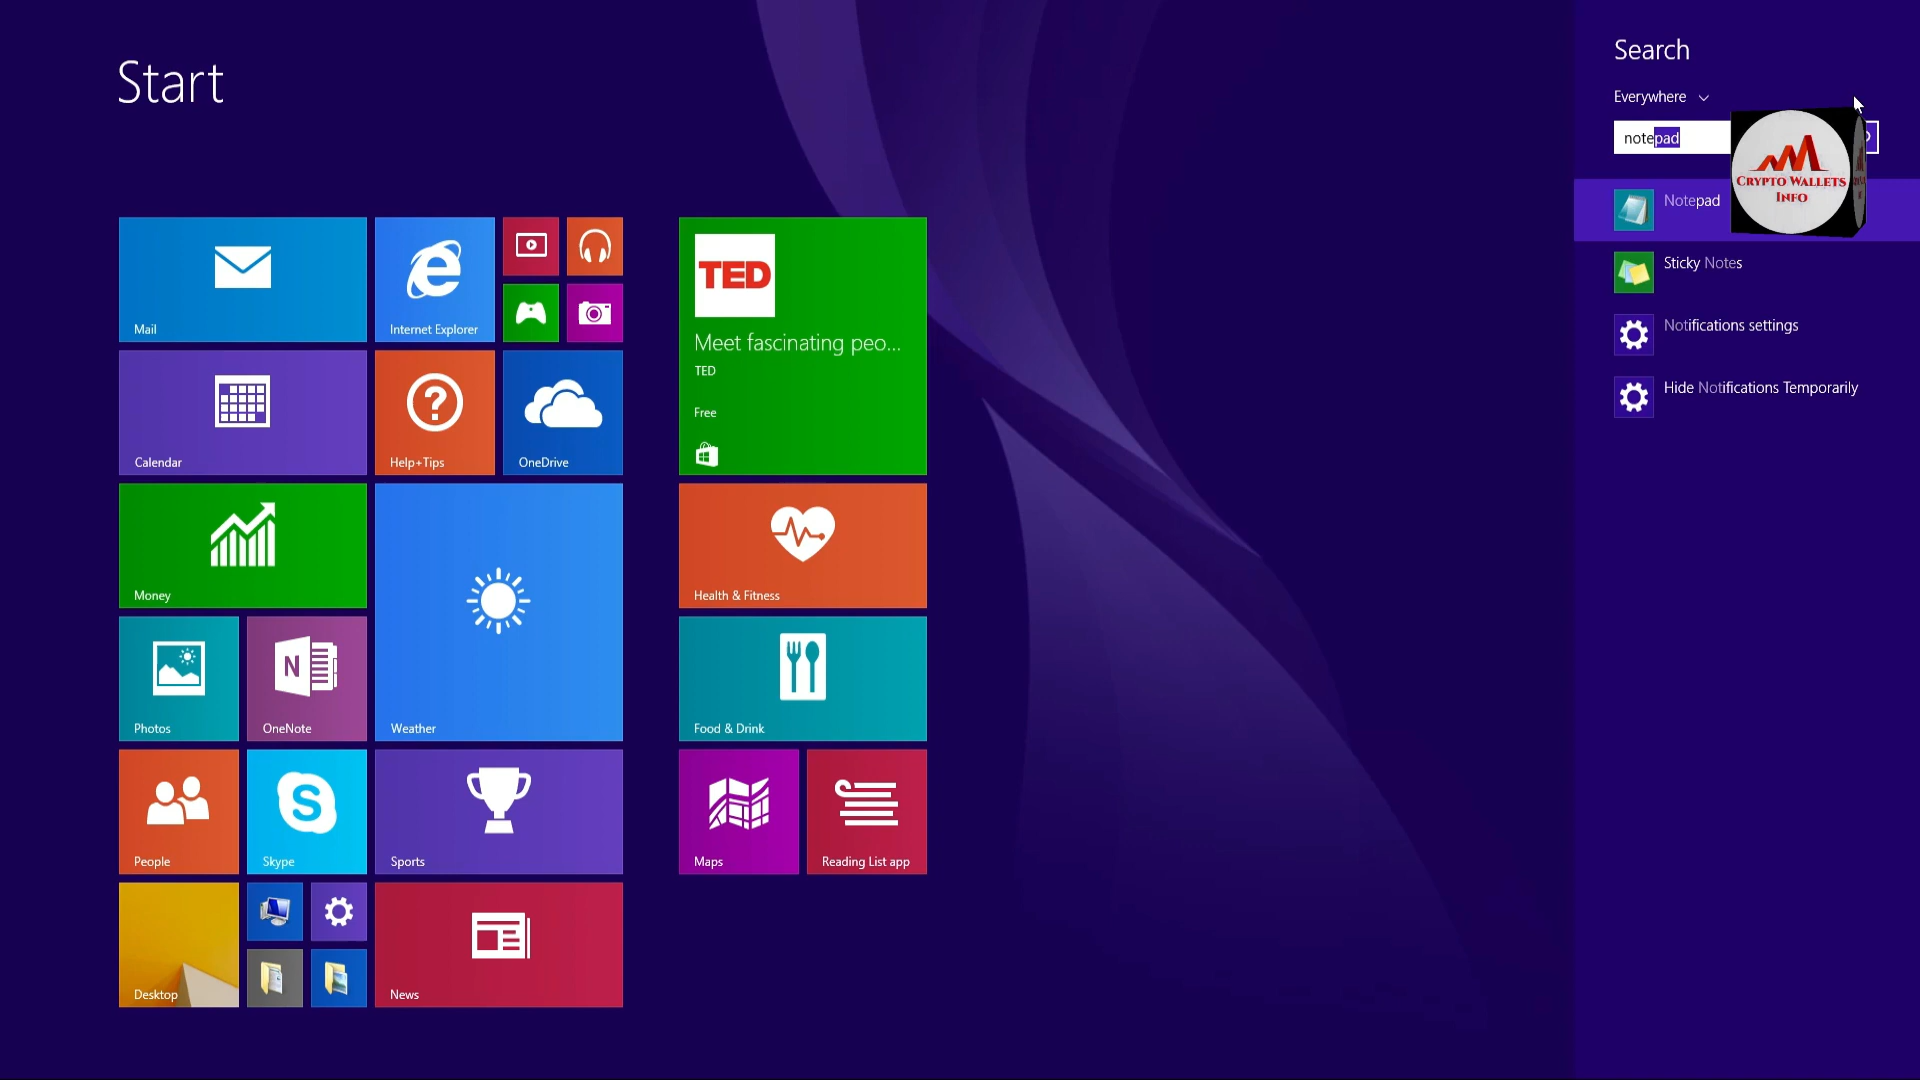 Start
Search
Everywhere
notepad
CRYPTO WALLETS
INFO
Notepad
Sticky Notes
Notifications settings
Hide Notifications Temporarily
Mail
Internet Explorer
TED
Meet fascinating peo...
TED
Free
Calendar
Help+Tips
OneDrive
Money
Health & Fitness
Photos
N
OneNote
Weather
Food & Drink
People
S
Skype
Sports
Maps
Reading List app
Desktop
News